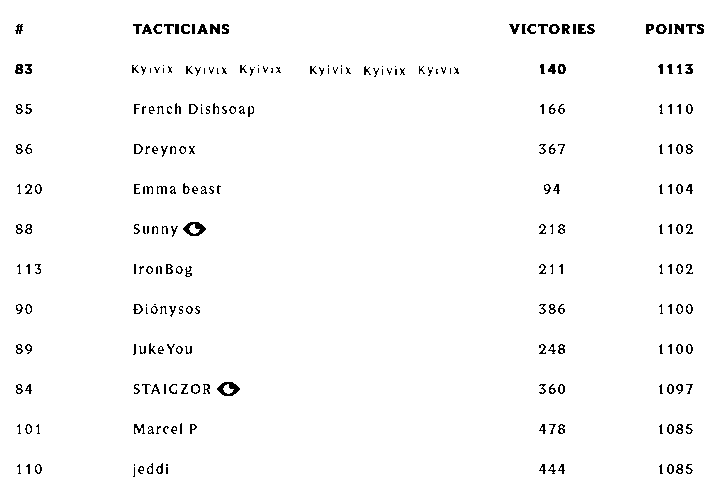 # TACTICIANS VICTORIES POINTS
83 Kyivix Kyivix Kyivix Kyivix Kyivix Kyivix 140 1113
85 French Dishsoap 166 1110
86 Dreynox 367 1108
120 Emma beast 94 1104
88 Sunny 218 1102
113 IronBog 211 1102
90 Điónysos 386 1100
89 JukeYou 248 1100
84 STAIGZOR 360 1097
101 Marcel P 478 1085
110 jeddi 444 1085